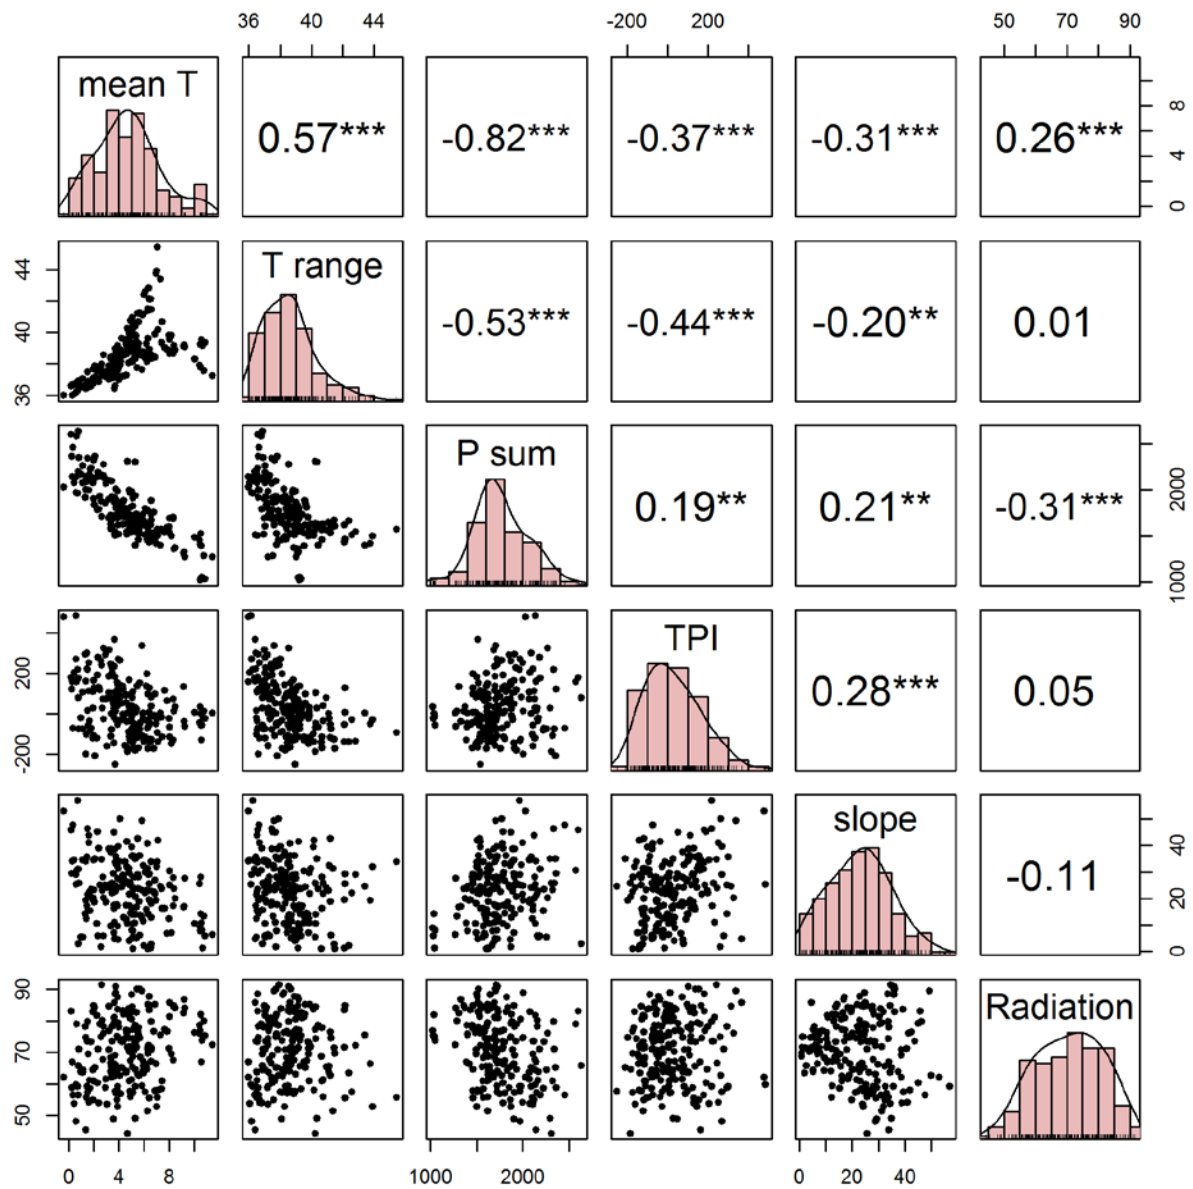 36 40 44 -200 200 50 70 90
mean T 0.57*** -0.82*** -0.37*** -0.31*** 0.26*** 0 4 8
36 40 44 T range -0.53*** -0.44*** -0.20** 0.01
P sum 0.19** 0.21** -0.31*** 1000 2000
-200 200 TPI 0.28*** 0.05
slope -0.11 0 20 40
50 70 90 Radiation
0 4 8 1000 2000 0 20 40